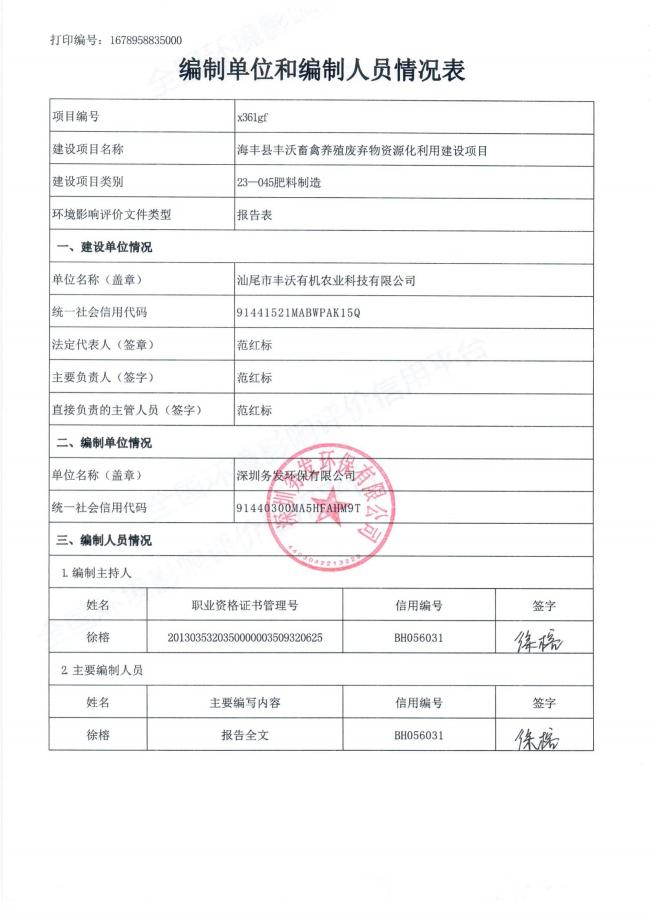 打印编号：1678958835000
编制单位和编制人员情况表
项目编号 x361gf
建设项目名称 海丰县丰沃畜禽养殖废弃物资源化利用建设项目
建设项目类别 23—045肥料制造
环境影响评价文件类型 报告表
一、建设单位情况
单位名称（盖章） 汕尾市丰沃有机农业科技有限公司
统一社会信用代码 91441521MABWPAK15Q
法定代表人（签章） 范红标
主要负责人（签字） 范红标
直接负责的主管人员（签字） 范红标
二、编制单位情况
单位名称（盖章） 深圳务发环保有限公司
统一社会信用代码 91440300MA5HFAHM9T
深圳务发环保有限公司
三、编制人员情况
1.编制主持人
姓名 职业资格证书管理号 信用编号 签字
徐榕 2013035320350000003509320625 BH056031 徐榕
2.主要编制人员
姓名 主要编写内容 信用编号 签字
徐榕 报告全文 BH056031 徐榕